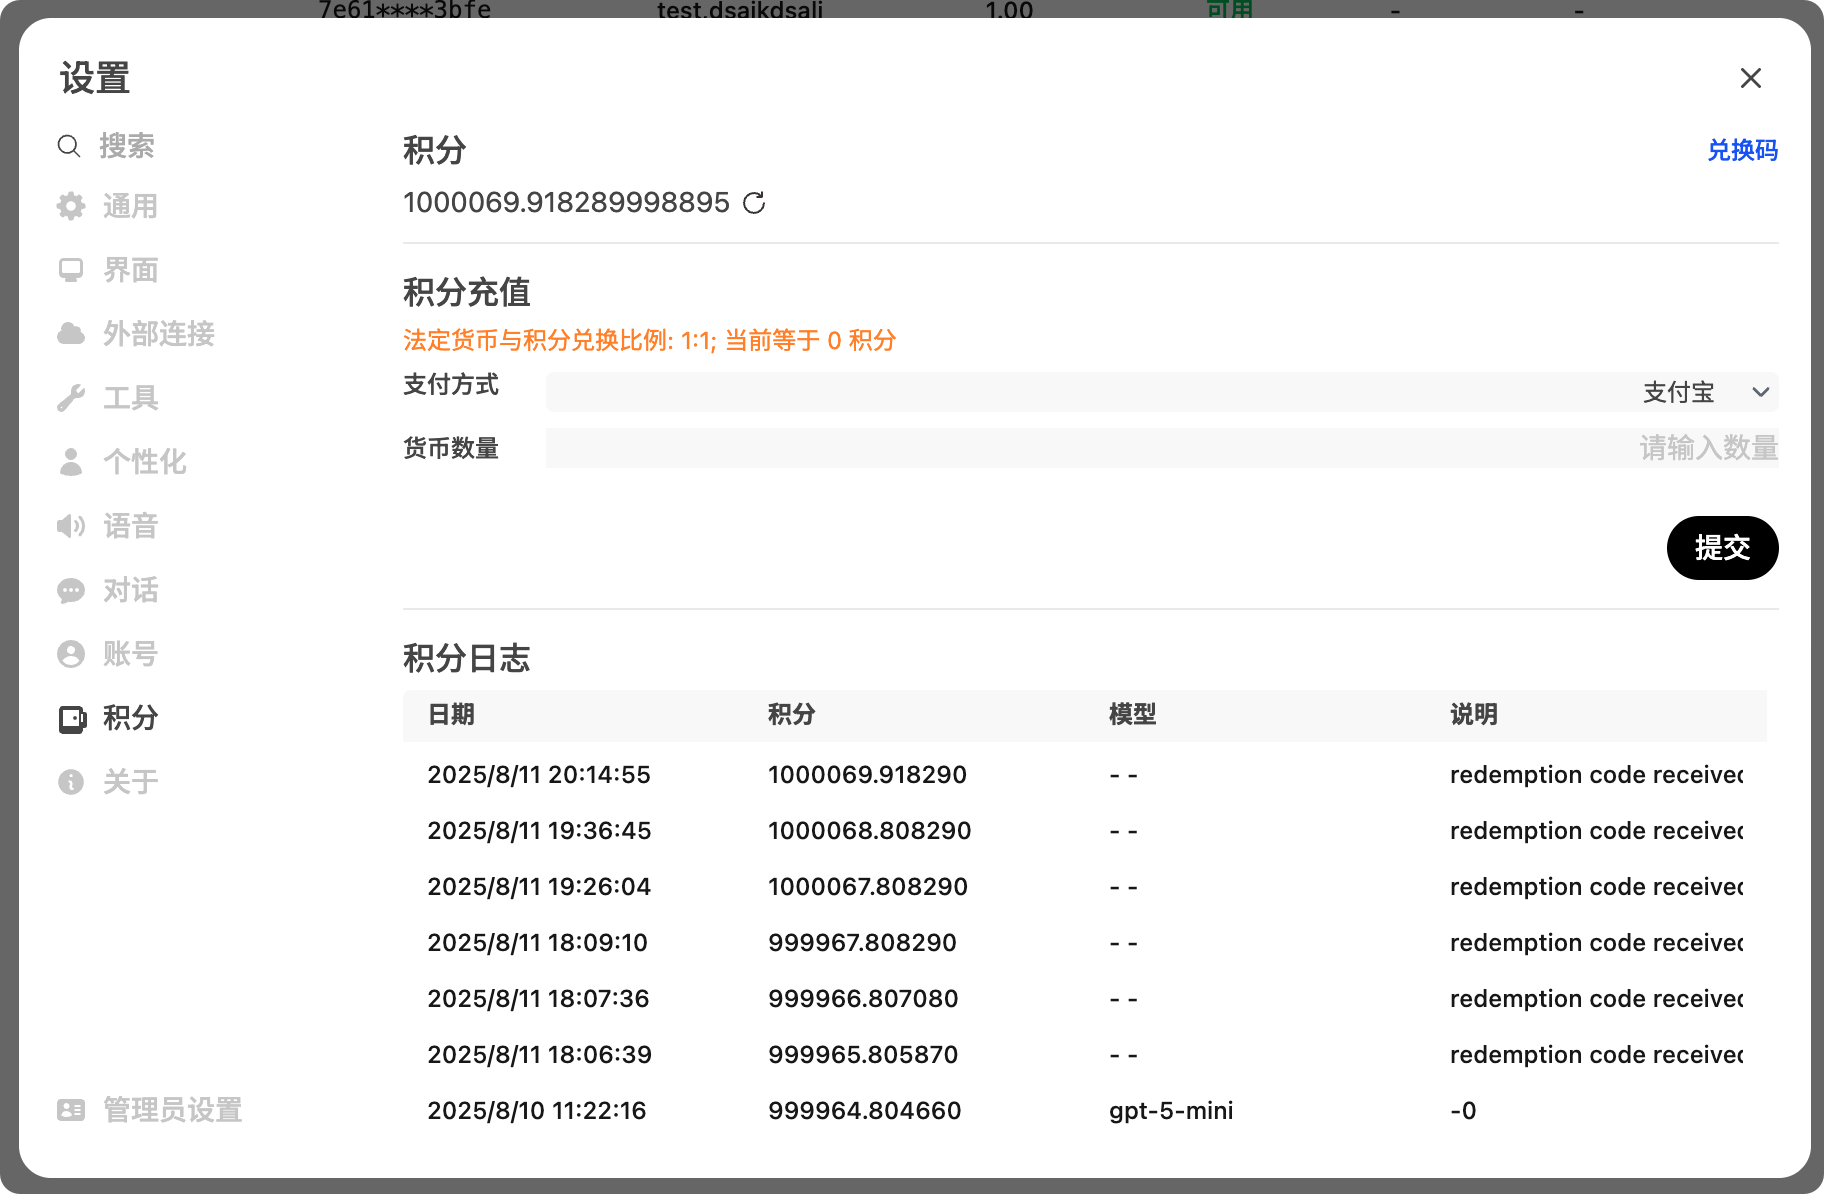 7e61****3bfe test.dsaikdsali 1.00 可用 - -
设置
搜索
通用
界面
外部连接
工具
个性化
语音
对话
账号
积分
关于
管理员设置
积分 兑换码
1000069.918289998895
积分充值
法定货币与积分兑换比例: 1:1; 当前等于 0 积分
支付方式 支付宝
货币数量 请输入数量
提交
积分日志
日期 积分 模型 说明
2025/8/11 20:14:55 1000069.918290 - - redemption code received
2025/8/11 19:36:45 1000068.808290 - - redemption code received
2025/8/11 19:26:04 1000067.808290 - - redemption code received
2025/8/11 18:09:10 999967.808290 - - redemption code received
2025/8/11 18:07:36 999966.807080 - - redemption code received
2025/8/11 18:06:39 999965.805870 - - redemption code received
2025/8/10 11:22:16 999964.804660 gpt-5-mini -0